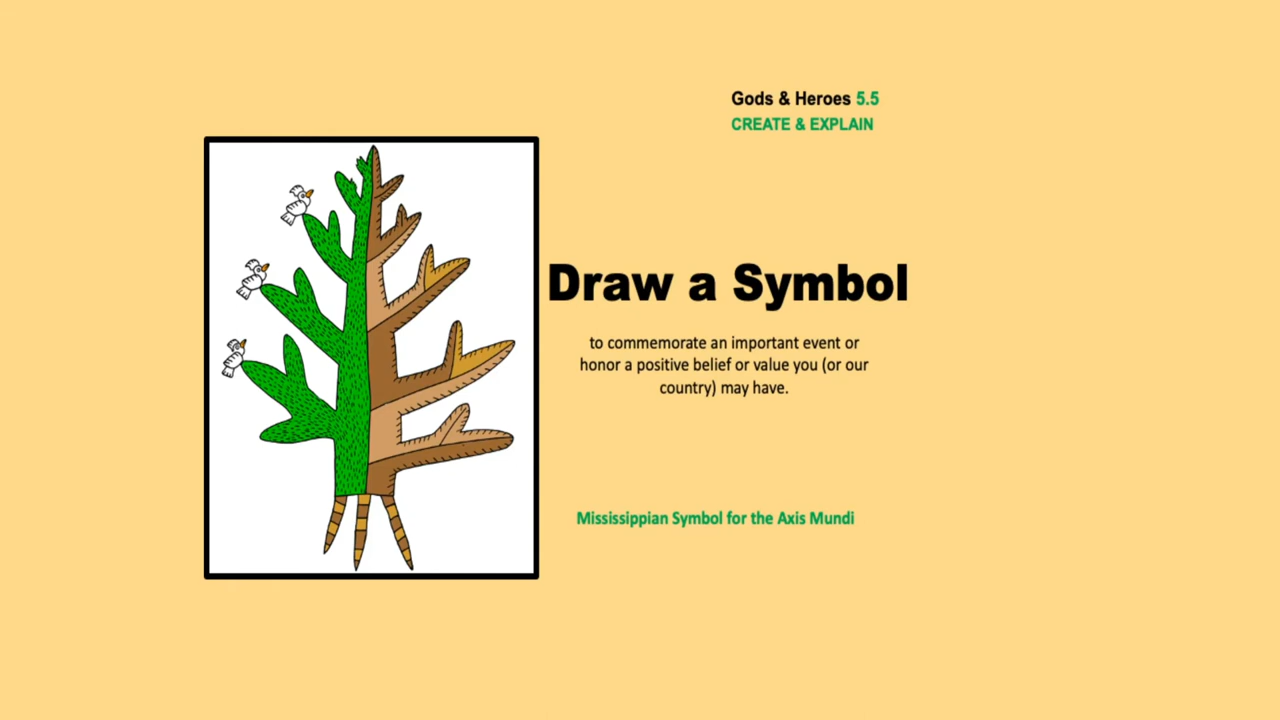 Gods & Heroes 5.5
CREATE & EXPLAIN
Draw a Symbol
to commemorate an important event or
honor a positive belief or value you (or our
country) may have.
Mississippian Symbol for the Axis Mundi